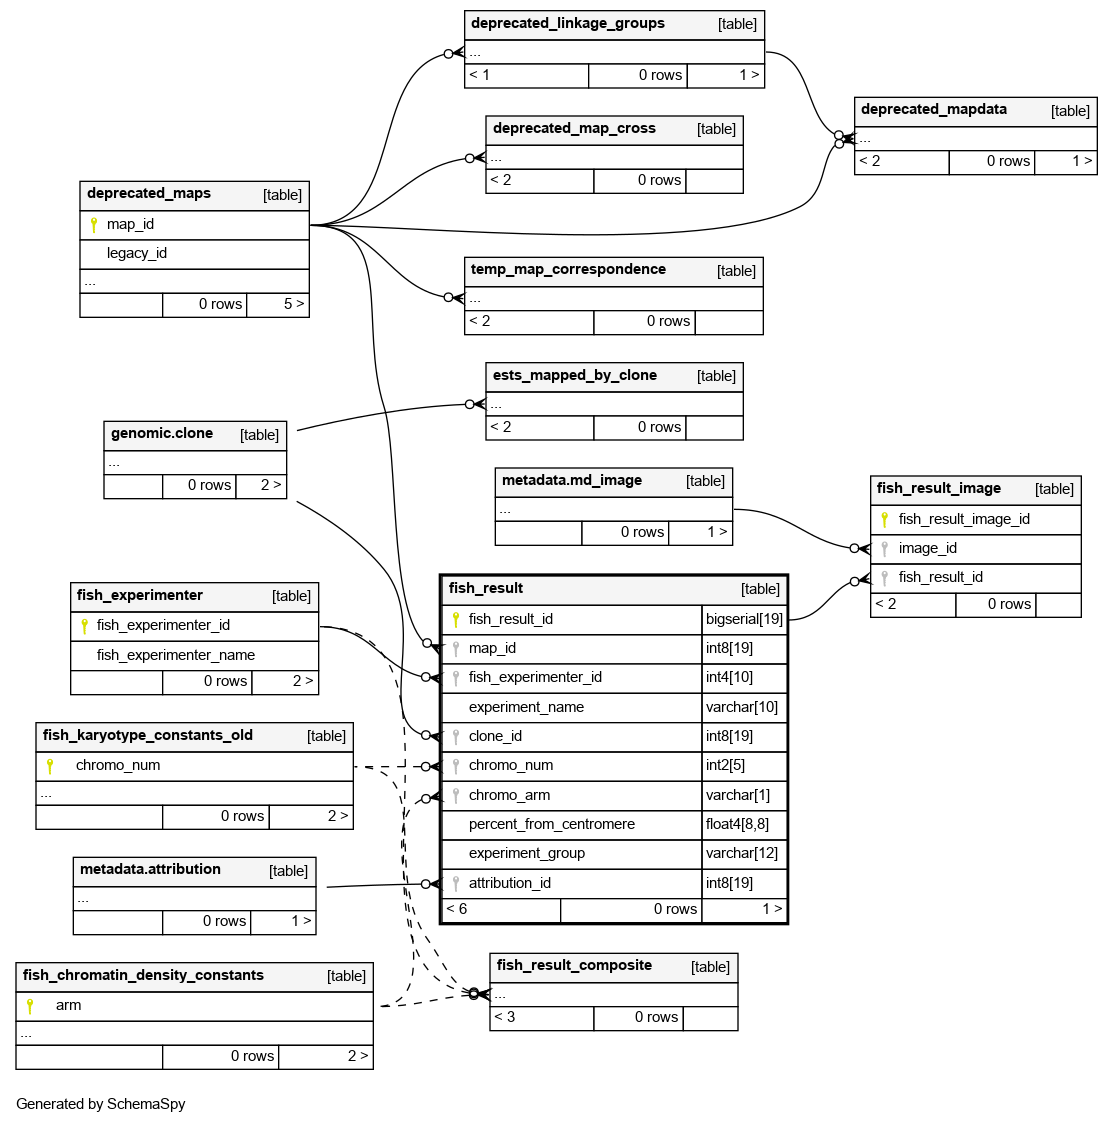 deprecated_linkage_groups [table]
...
< 1 0 rows 1 >
deprecated_mapdata [table]
...
< 2 0 rows 1 >
deprecated_map_cross [table]
...
< 2 0 rows
deprecated_maps [table]
map_id
legacy_id
...
0 rows 5 >
temp_map_correspondence [table]
...
< 2 0 rows
ests_mapped_by_clone [table]
...
< 2 0 rows
genomic.clone [table]
...
0 rows 2 >
metadata.md_image [table]
...
0 rows 1 >
fish_result_image [table]
fish_result_image_id
image_id
fish_result_id
< 2 0 rows
fish_result [table]
fish_result_id bigserial[19]
map_id int8[19]
fish_experimenter_id int4[10]
experiment_name varchar[10]
clone_id int8[19]
chromo_num int2[5]
chromo_arm varchar[1]
percent_from_centromere float4[8,8]
experiment_group varchar[12]
attribution_id int8[19]
< 6 0 rows 1 >
fish_experimenter [table]
fish_experimenter_id
fish_experimenter_name
0 rows 2 >
fish_karyotype_constants_old [table]
chromo_num
...
0 rows 2 >
metadata.attribution [table]
...
0 rows 1 >
fish_chromatin_density_constants [table]
arm
...
0 rows 2 >
fish_result_composite [table]
...
< 3 0 rows
Generated by SchemaSpy